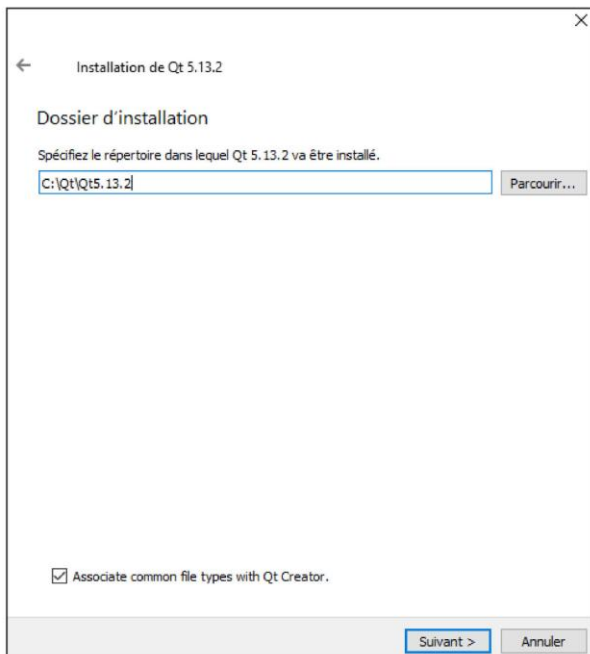 Installation de Qt 5.13.2
Dossier d'installation
Spécifiez le répertoire dans lequel Qt 5.13.2 va être installé.
C:\Qt\Qt5.13.2
Parcourir...
Associate common file types with Qt Creator.
Suivant >
Annuler